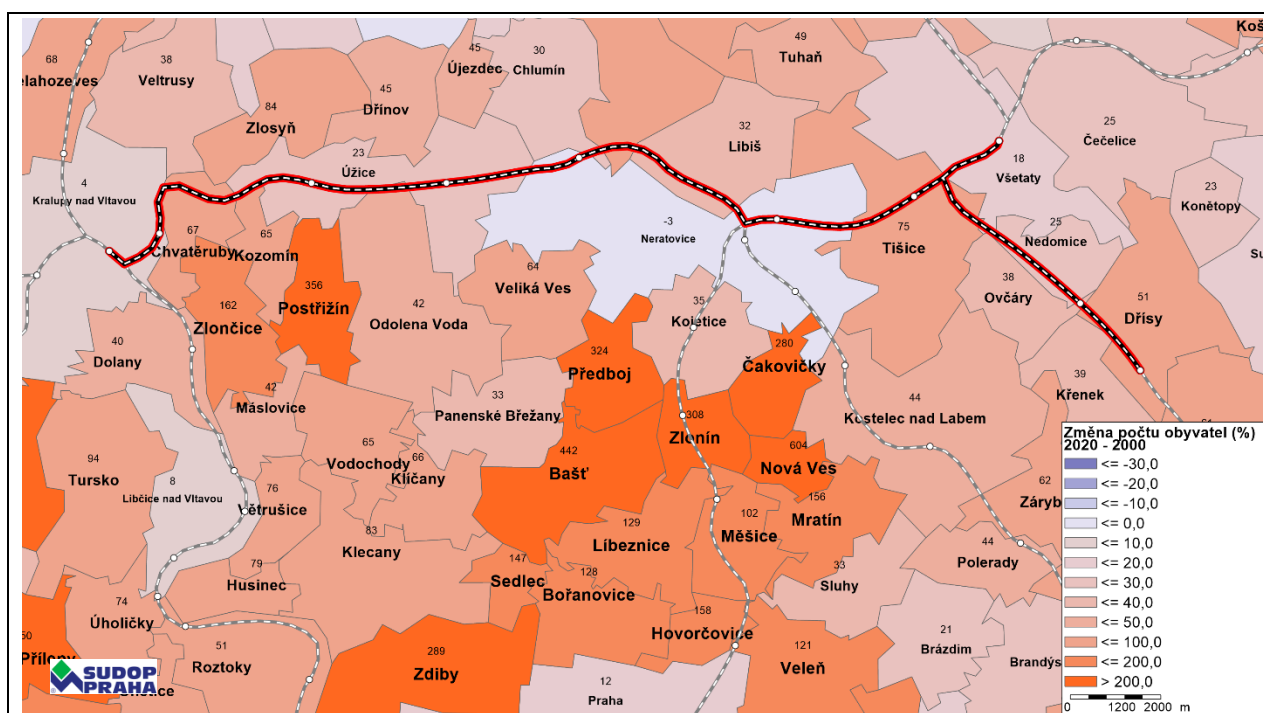 68
elahozeves
38
Veltrusy
45
Újezdec
30
Chlumín
49
Tuhaň
Koš
84
Zlosyň
45
Dřínov
32
Libiš
25
Čečelice
23
Úžice
18
Všetaty
4
Kralupy nad Vltavou
23
Konětopy
-3
Neratovice
75
Tišice
25
Nedomice
Su
67
Chvatěruby
65
Kozomín
64
Veliká Ves
38
Ovčáry
51
Dřísy
356
Postřižín
162
Zlončice
42
Odolena Voda
35
Kojetice
40
Dolany
324
Předboj
280
Čakovičky
39
Křenek
42
Máslovice
33
Panenské Břežany
44
Kostelec nad Labem
308
Zlonín
65
Vodochody
66
Klíčany
442
Bašť
604
Nová Ves
94
Tursko
8
Libčice nad Vltavou
76
Větrušice
156
Mratín
62
Záryb
83
Klecany
129
Líbeznice
102
Měšice
44
Polerady
79
Husinec
147
Sedlec
128
Bořanovice
33
Sluhy
74
Úholičky
158
Hovorčovice
21
Brázdim
50
Přílepy
51
Roztoky
289
Zdiby
121
Veleň
Brandýs
12
Praha
SUDOP
PRAHA
Změna počtu obyvatel (%)
2020 - 2000
<= -30,0
<= -20,0
<= -10,0
<= 0,0
<= 10,0
<= 20,0
<= 30,0
<= 40,0
<= 50,0
<= 100,0
<= 200,0
> 200,0
0 1200 2000 m